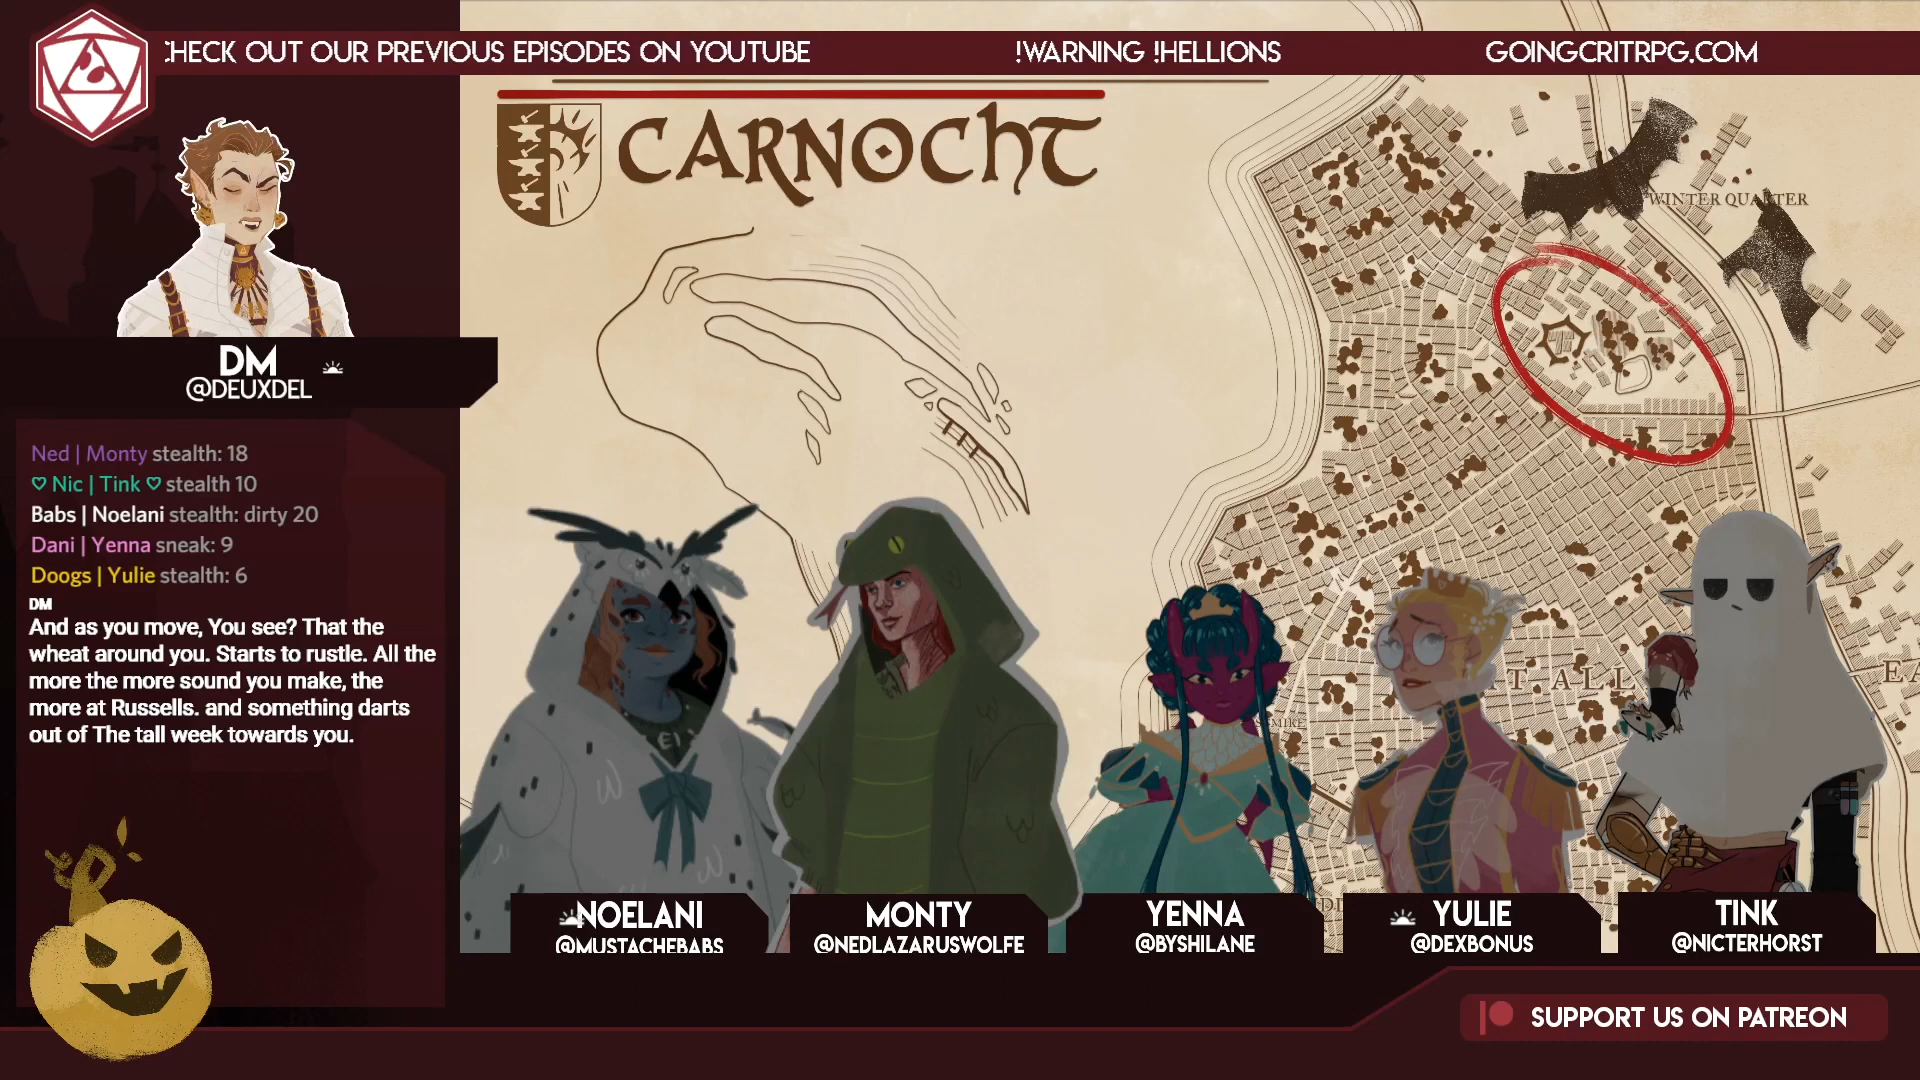 CHECK OUT OUR PREVIOUS EPISODES ON YOUTUBE
!WARNING !HELLIONS
GOINGCRITRPG.COM
CARNOCHT
WINTER QUARTER
DM
@DEUXDEL
Ned | Monty stealth: 18
♡ Nic | Tink ♡ stealth 10
Babs | Noelani stealth: dirty 20
Dani | Yenna sneak: 9
Doogs | Yulie stealth: 6
DM
And as you move, You see? That the
wheat around you. Starts to rustle. All the
more the more sound you make, the
more at Russells. and something darts
out of The tall week towards you.
NOELANI
@MUSTACHEBABS
MONTY
@NEDLAZARUSWOLFE
YENNA
@BYSHILANE
YULIE
@DEXBONUS
TINK
@NICTERHORST
SUPPORT US ON PATREON